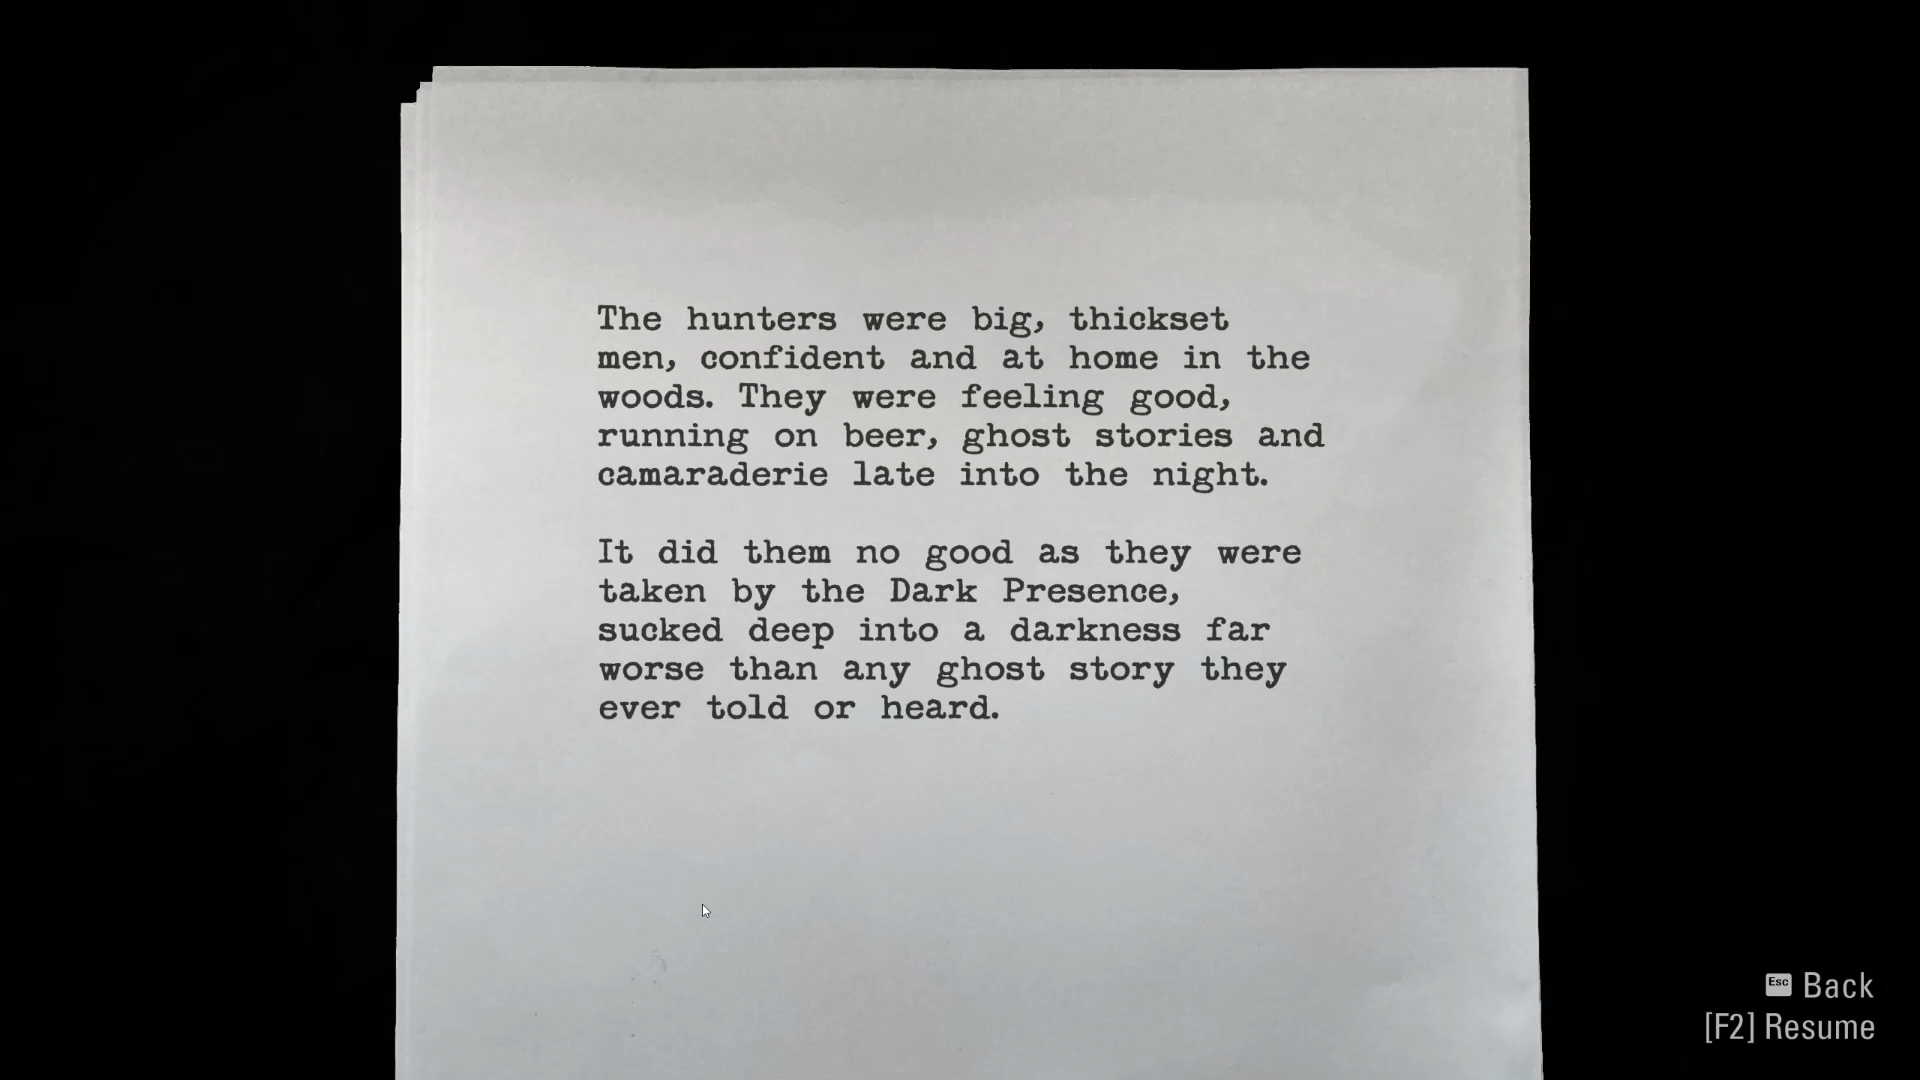 The hunters were big, thickset
men, confident and at home in the
woods. They were feeling good,
running on beer, ghost stories and
camaraderie late into the night.
It did them no good as they were
taken by the Dark Presence,
sucked deep into a darkness far
worse than any ghost story they
ever told or heard.
Esc Back
[F2] Resume